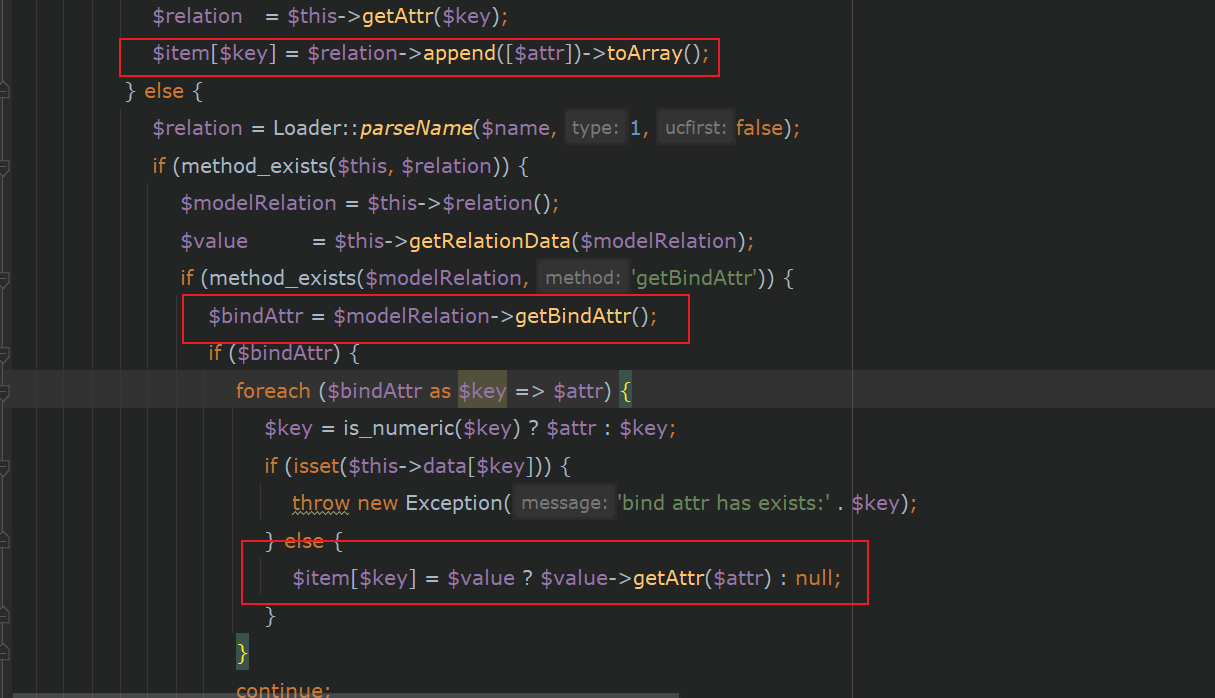 $relation = $this->getAttr($key);
$item[$key] = $relation->append([$attr])->toArray();
} else {
$relation = Loader::parseName($name, type: 1, ucfirst: false);
if (method_exists($this, $relation)) {
$modelRelation = $this->$relation();
$value = $this->getRelationData($modelRelation);
if (method_exists($modelRelation, method: 'getBindAttr')) {
$bindAttr = $modelRelation->getBindAttr();
if ($bindAttr) {
foreach ($bindAttr as $key => $attr) {
$key = is_numeric($key) ? $attr : $key;
if (isset($this->data[$key])) {
throw new Exception( message: 'bind attr has exists:' . $key);
} else {
$item[$key] = $value ? $value->getAttr($attr) : null;
}
}
continue;